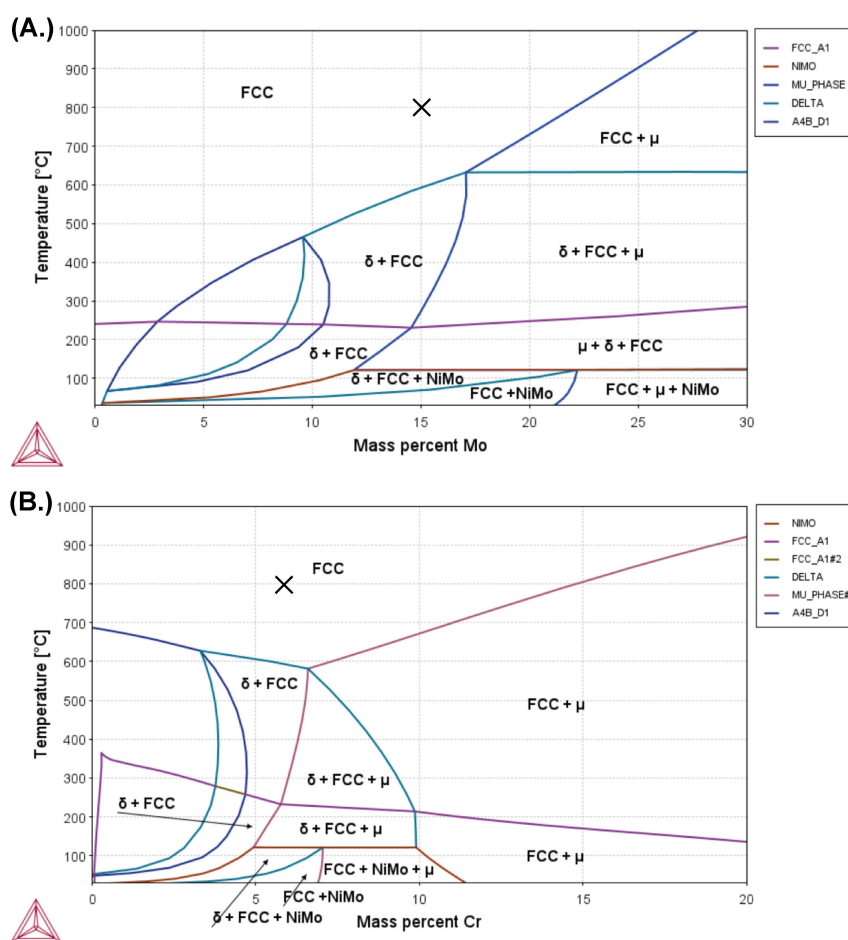 (A.)
1000
900
800
700
600
500
400
300
200
100
Temperature [°C]
FCC
FCC + μ
δ + FCC
δ + FCC + μ
δ + FCC
μ + δ + FCC
δ + FCC + NiMo
FCC +NiMo
FCC + μ + NiMo
0 5 10 15 20 25 30
Mass percent Mo
FCC_A1
NIMO
MU_PHASE
DELTA
A4B_D1
(B.)
1000
900
800
700
600
500
400
300
200
100
Temperature [°C]
FCC
δ + FCC
FCC + μ
δ + FCC + μ
δ + FCC
δ + FCC + μ
FCC + μ
FCC + NiMo + μ
FCC +NiMo
δ + FCC + NiMo
0 5 10 15 20
Mass percent Cr
NIMO
FCC_A1
FCC_A1#2
DELTA
MU_PHASE#
A4B_D1